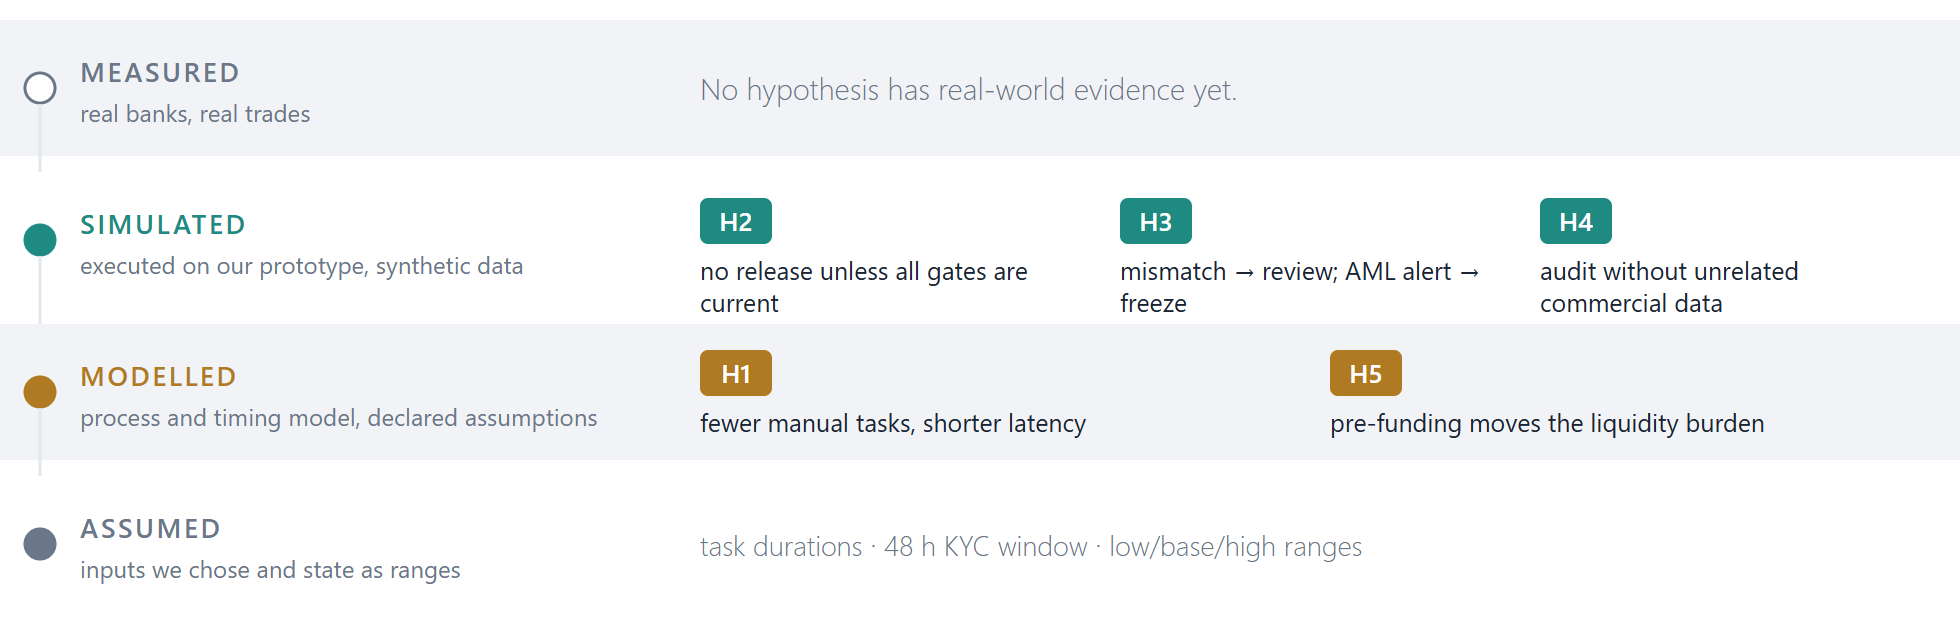 MEASURED
real banks, real trades
No hypothesis has real-world evidence yet.
SIMULATED
executed on our prototype, synthetic data
H2
no release unless all gates are
current
H3
mismatch → review; AML alert →
freeze
H4
audit without unrelated
commercial data
MODELLED
process and timing model, declared assumptions
H1
fewer manual tasks, shorter latency
H5
pre-funding moves the liquidity burden
ASSUMED
inputs we chose and state as ranges
task durations · 48 h KYC window · low/base/high ranges